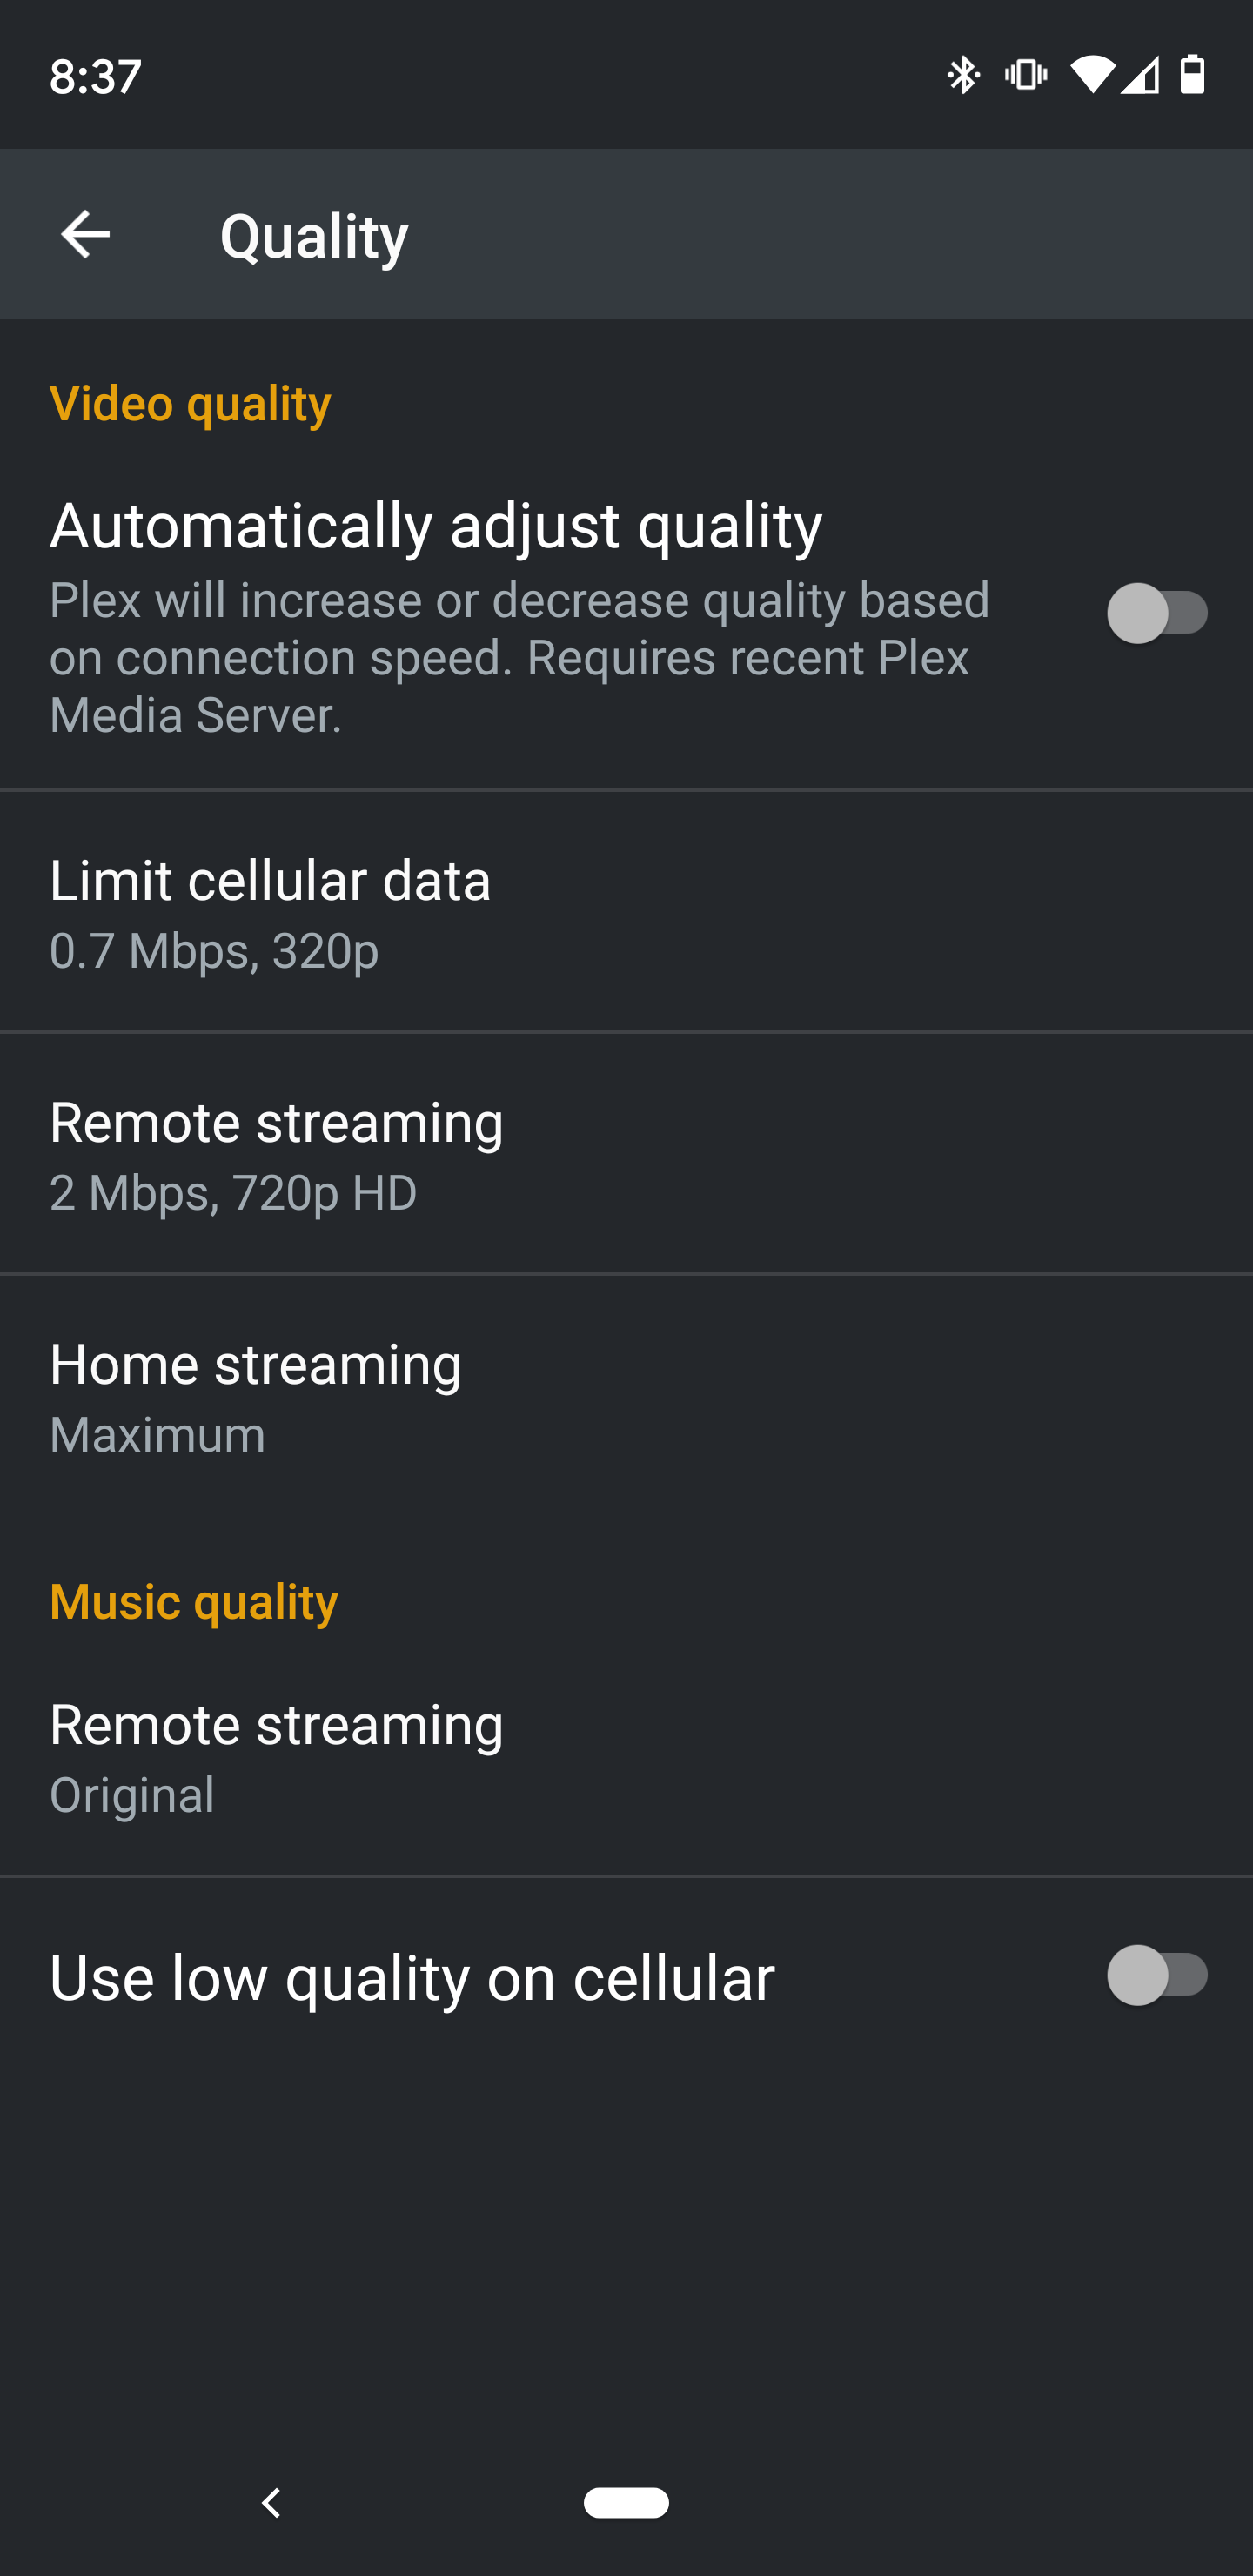 8:37
Quality
Video quality
Automatically adjust quality
Plex will increase or decrease quality based
on connection speed. Requires recent Plex
Media Server.
Limit cellular data
0.7 Mbps, 320p
Remote streaming
2 Mbps, 720p HD
Home streaming
Maximum
Music quality
Remote streaming
Original
Use low quality on cellular